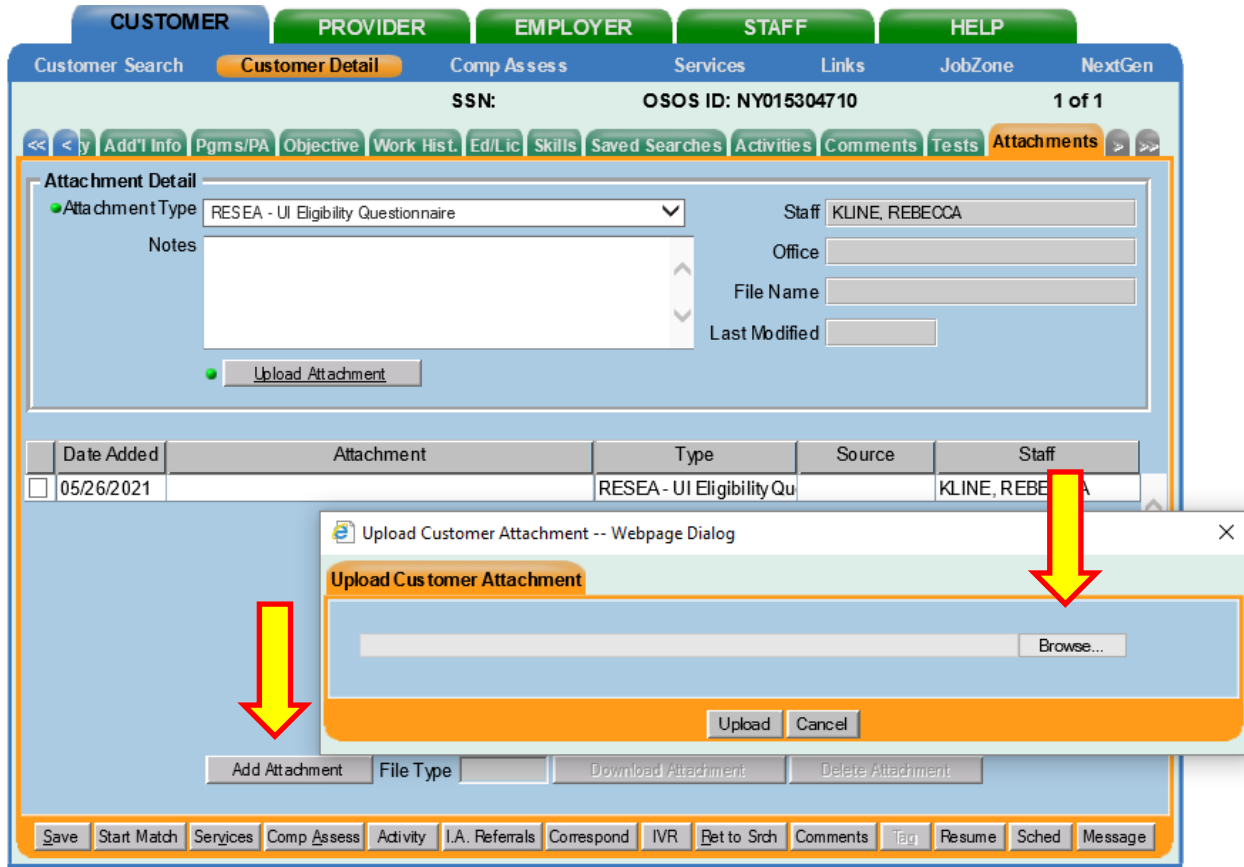 CUSTOMER PROVIDER EMPLOYER STAFF HELP
Customer Search Customer Detail Comp Assess Services Links JobZone NextGen
SSN: OSOS ID: NY015304710 1 of 1
<< < y Add'l Info Pgms/PA Objective Work Hist. Ed/Lic Skills Saved Searches Activities Comments Tests Attachments > >>
Attachment Detail
Attachment Type RESEA - UI Eligibility Questionnaire Staff KLINE, REBECCA
Notes Office
File Name
Last Modified
Upload Attachment
Date Added Attachment Type Source Staff
05/26/2021 RESEA - UI Eligibility Qu KLINE, REBE A
Upload Customer Attachment -- Webpage Dialog
Upload Customer Attachment
Browse...
Upload Cancel
Add Attachment File Type Download Attachment Delete Attachment
Save Start Match Services Comp Assess Activity I.A. Referrals Correspond IVR Ret to Srch Comments Tag Resume Sched Message